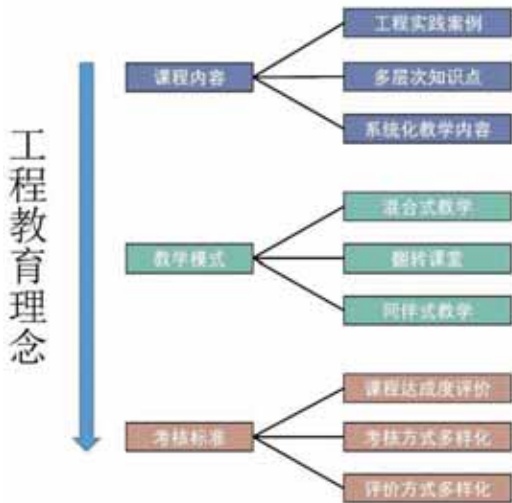 工程教育理念
课程内容
工程实践案例
多层次知识点
系统化教学内容
教学模式
混合式教学
翻转课堂
同伴式教学
考核标准
课程达成度评价
考核方式多样化
评价方式多样化